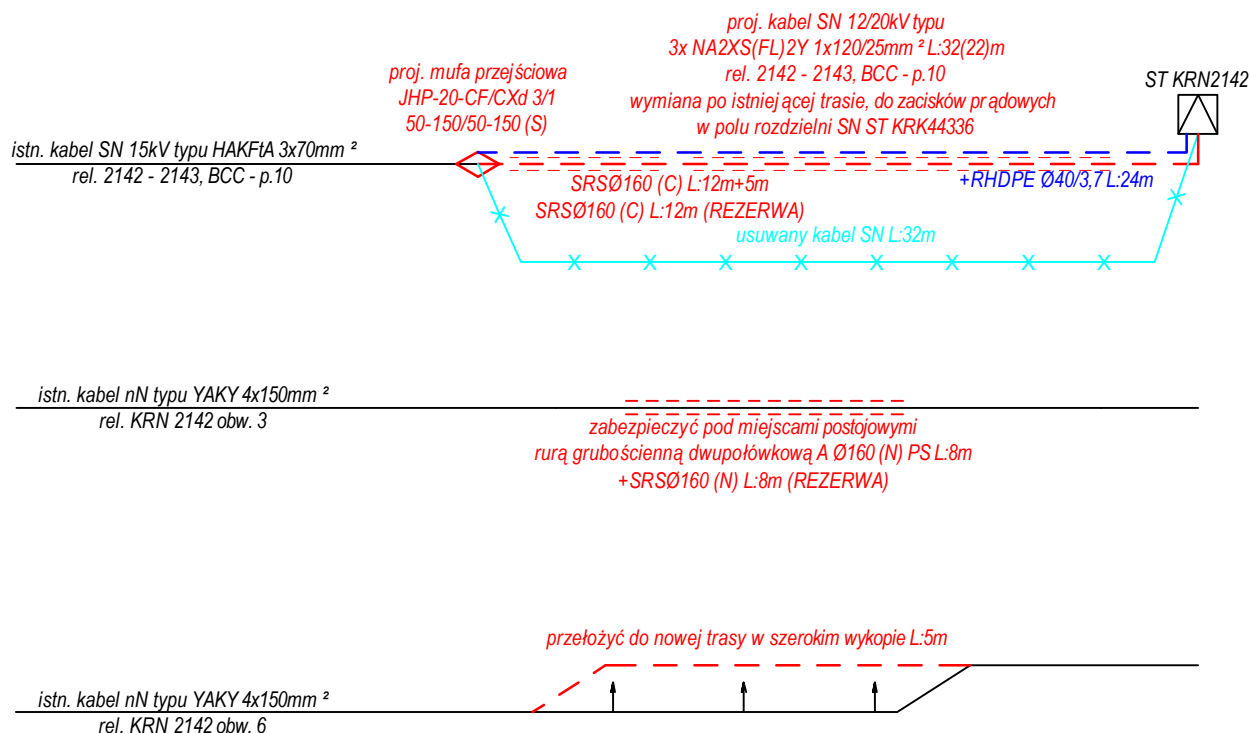 proj. kabel SN 12/20kV typu
3x NA2XS(FL)2Y 1x120/25mm ² L:32(22)m
rel. 2142 - 2143, BCC - p.10
wymiana po istniejącej trasie, do zacisków prądowych
w polu rozdzielni SN ST KRK44336
proj. mufa przejściowa
JHP-20-CF/CXd 3/1
50-150/50-150 (S)
ST KRN2142
istn. kabel SN 15kV typu HAKFtA 3x70mm ²
rel. 2142 - 2143, BCC - p.10
SRSØ160 (C) L:12m+5m
SRSØ160 (C) L:12m (REZERWA)
+RHDPE Ø40/3,7 L:24m
usuwany kabel SN L:32m
istn. kabel nN typu YAKY 4x150mm ²
rel. KRN 2142 obw. 3
zabezpieczyć pod miejscami postojowymi
rurą grubościenną dwupołówkową A Ø160 (N) PS L:8m
+SRSØ160 (N) L:8m (REZERWA)
przełożyć do nowej trasy w szerokim wykopie L:5m
istn. kabel nN typu YAKY 4x150mm ²
rel. KRN 2142 obw. 6